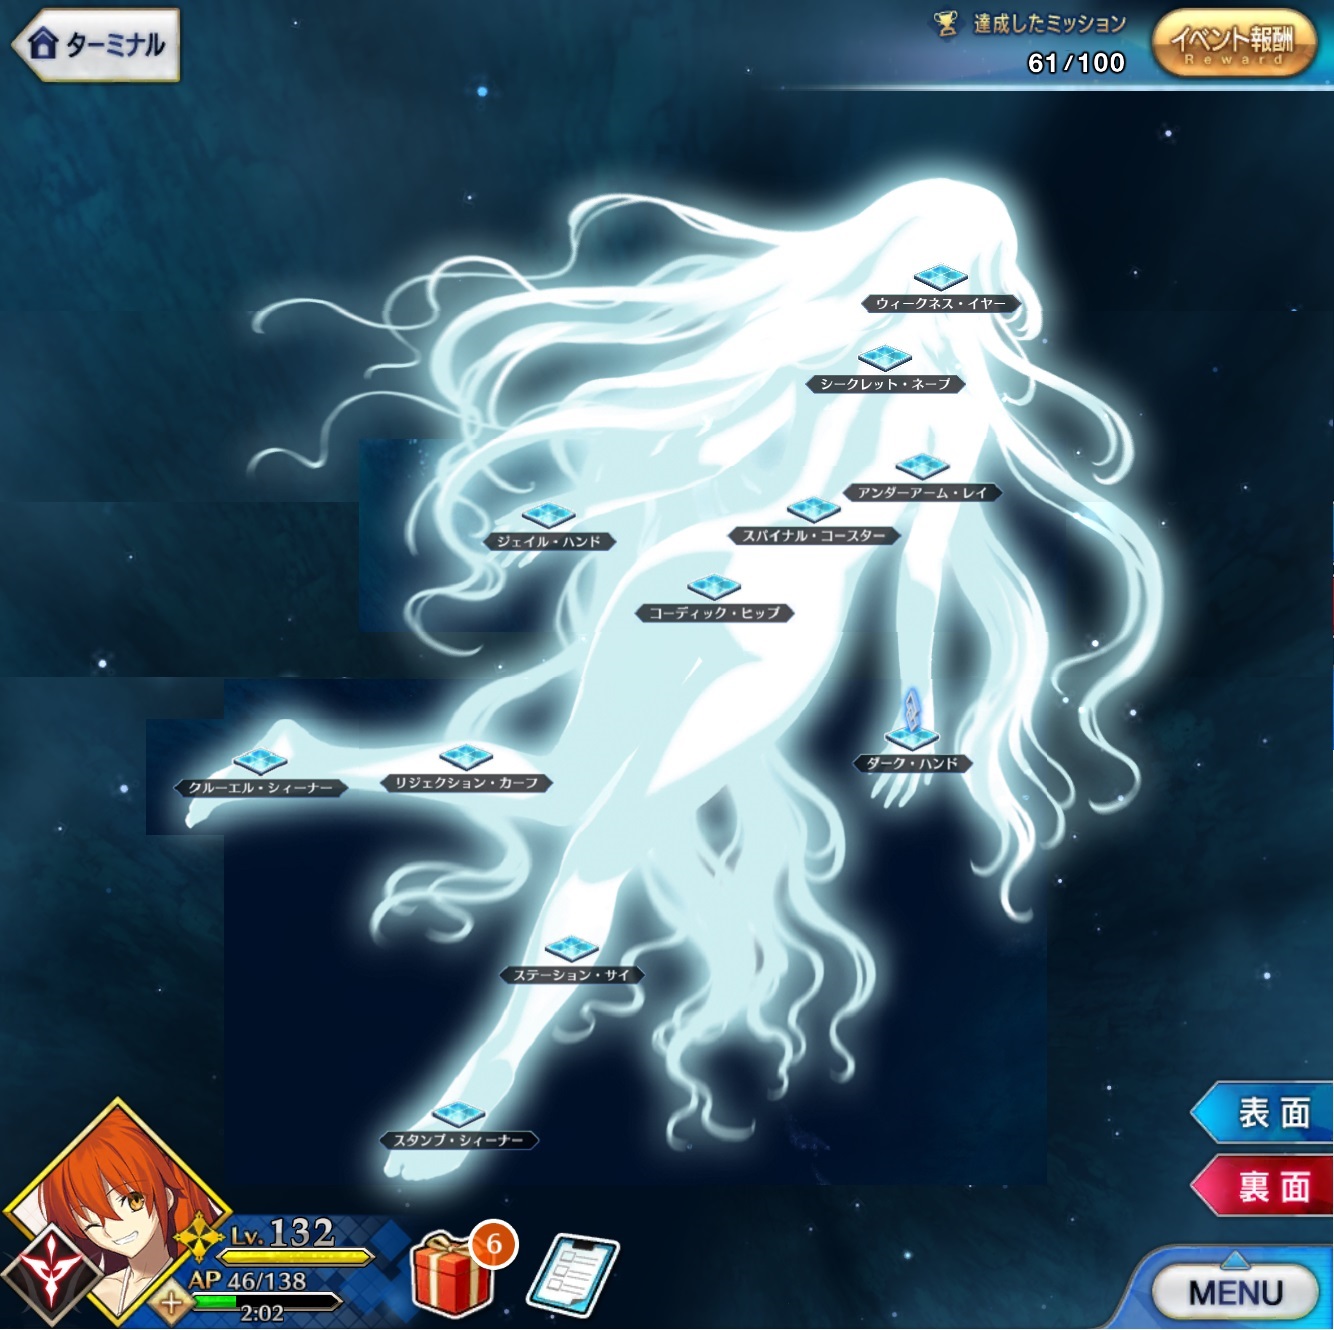 ターミナル
達成したミッション
61/100
イベント報酬
Reward
ウィークネス・イヤー
シークレット・ネープ
アンダーアーム・レイ
スパイナル・コースター
ジェイル・ハンド
コーディック・ヒップ
ダーク・ハンド
クルーエル・シィーナー
リジェクション・カーフ
ステーション・サイ
スタンプ・シィーナー
表面
裏面
Lv.132
AP 46/138
2:02
6
MENU